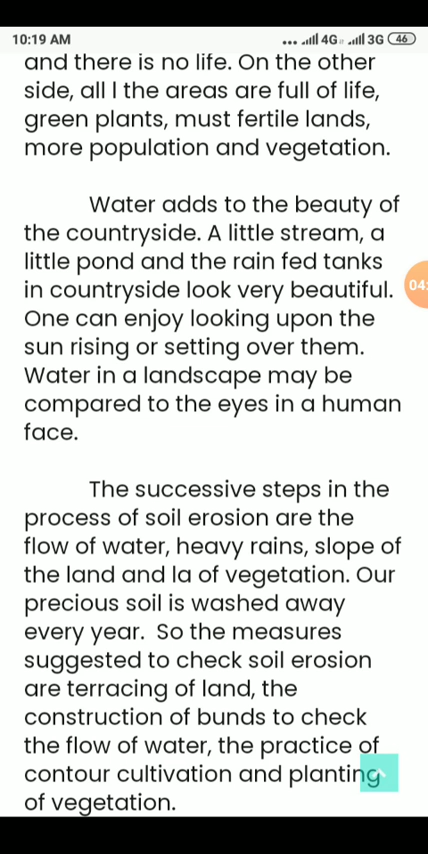 10:19 AM ... 4G 3G 46
and there is no life. On the other
side, all l the areas are full of life,
green plants, must fertile lands,
more population and vegetation.
Water adds to the beauty of
the countryside. A little stream, a
little pond and the rain fed tanks
in countryside look very beautiful.
04:
One can enjoy looking upon the
sun rising or setting over them.
Water in a landscape may be
compared to the eyes in a human
face.
The successive steps in the
process of soil erosion are the
flow of water, heavy rains, slope of
the land and la of vegetation. Our
precious soil is washed away
every year. So the measures
suggested to check soil erosion
are terracing of land, the
construction of bunds to check
the flow of water, the practice of
contour cultivation and planting
of vegetation.